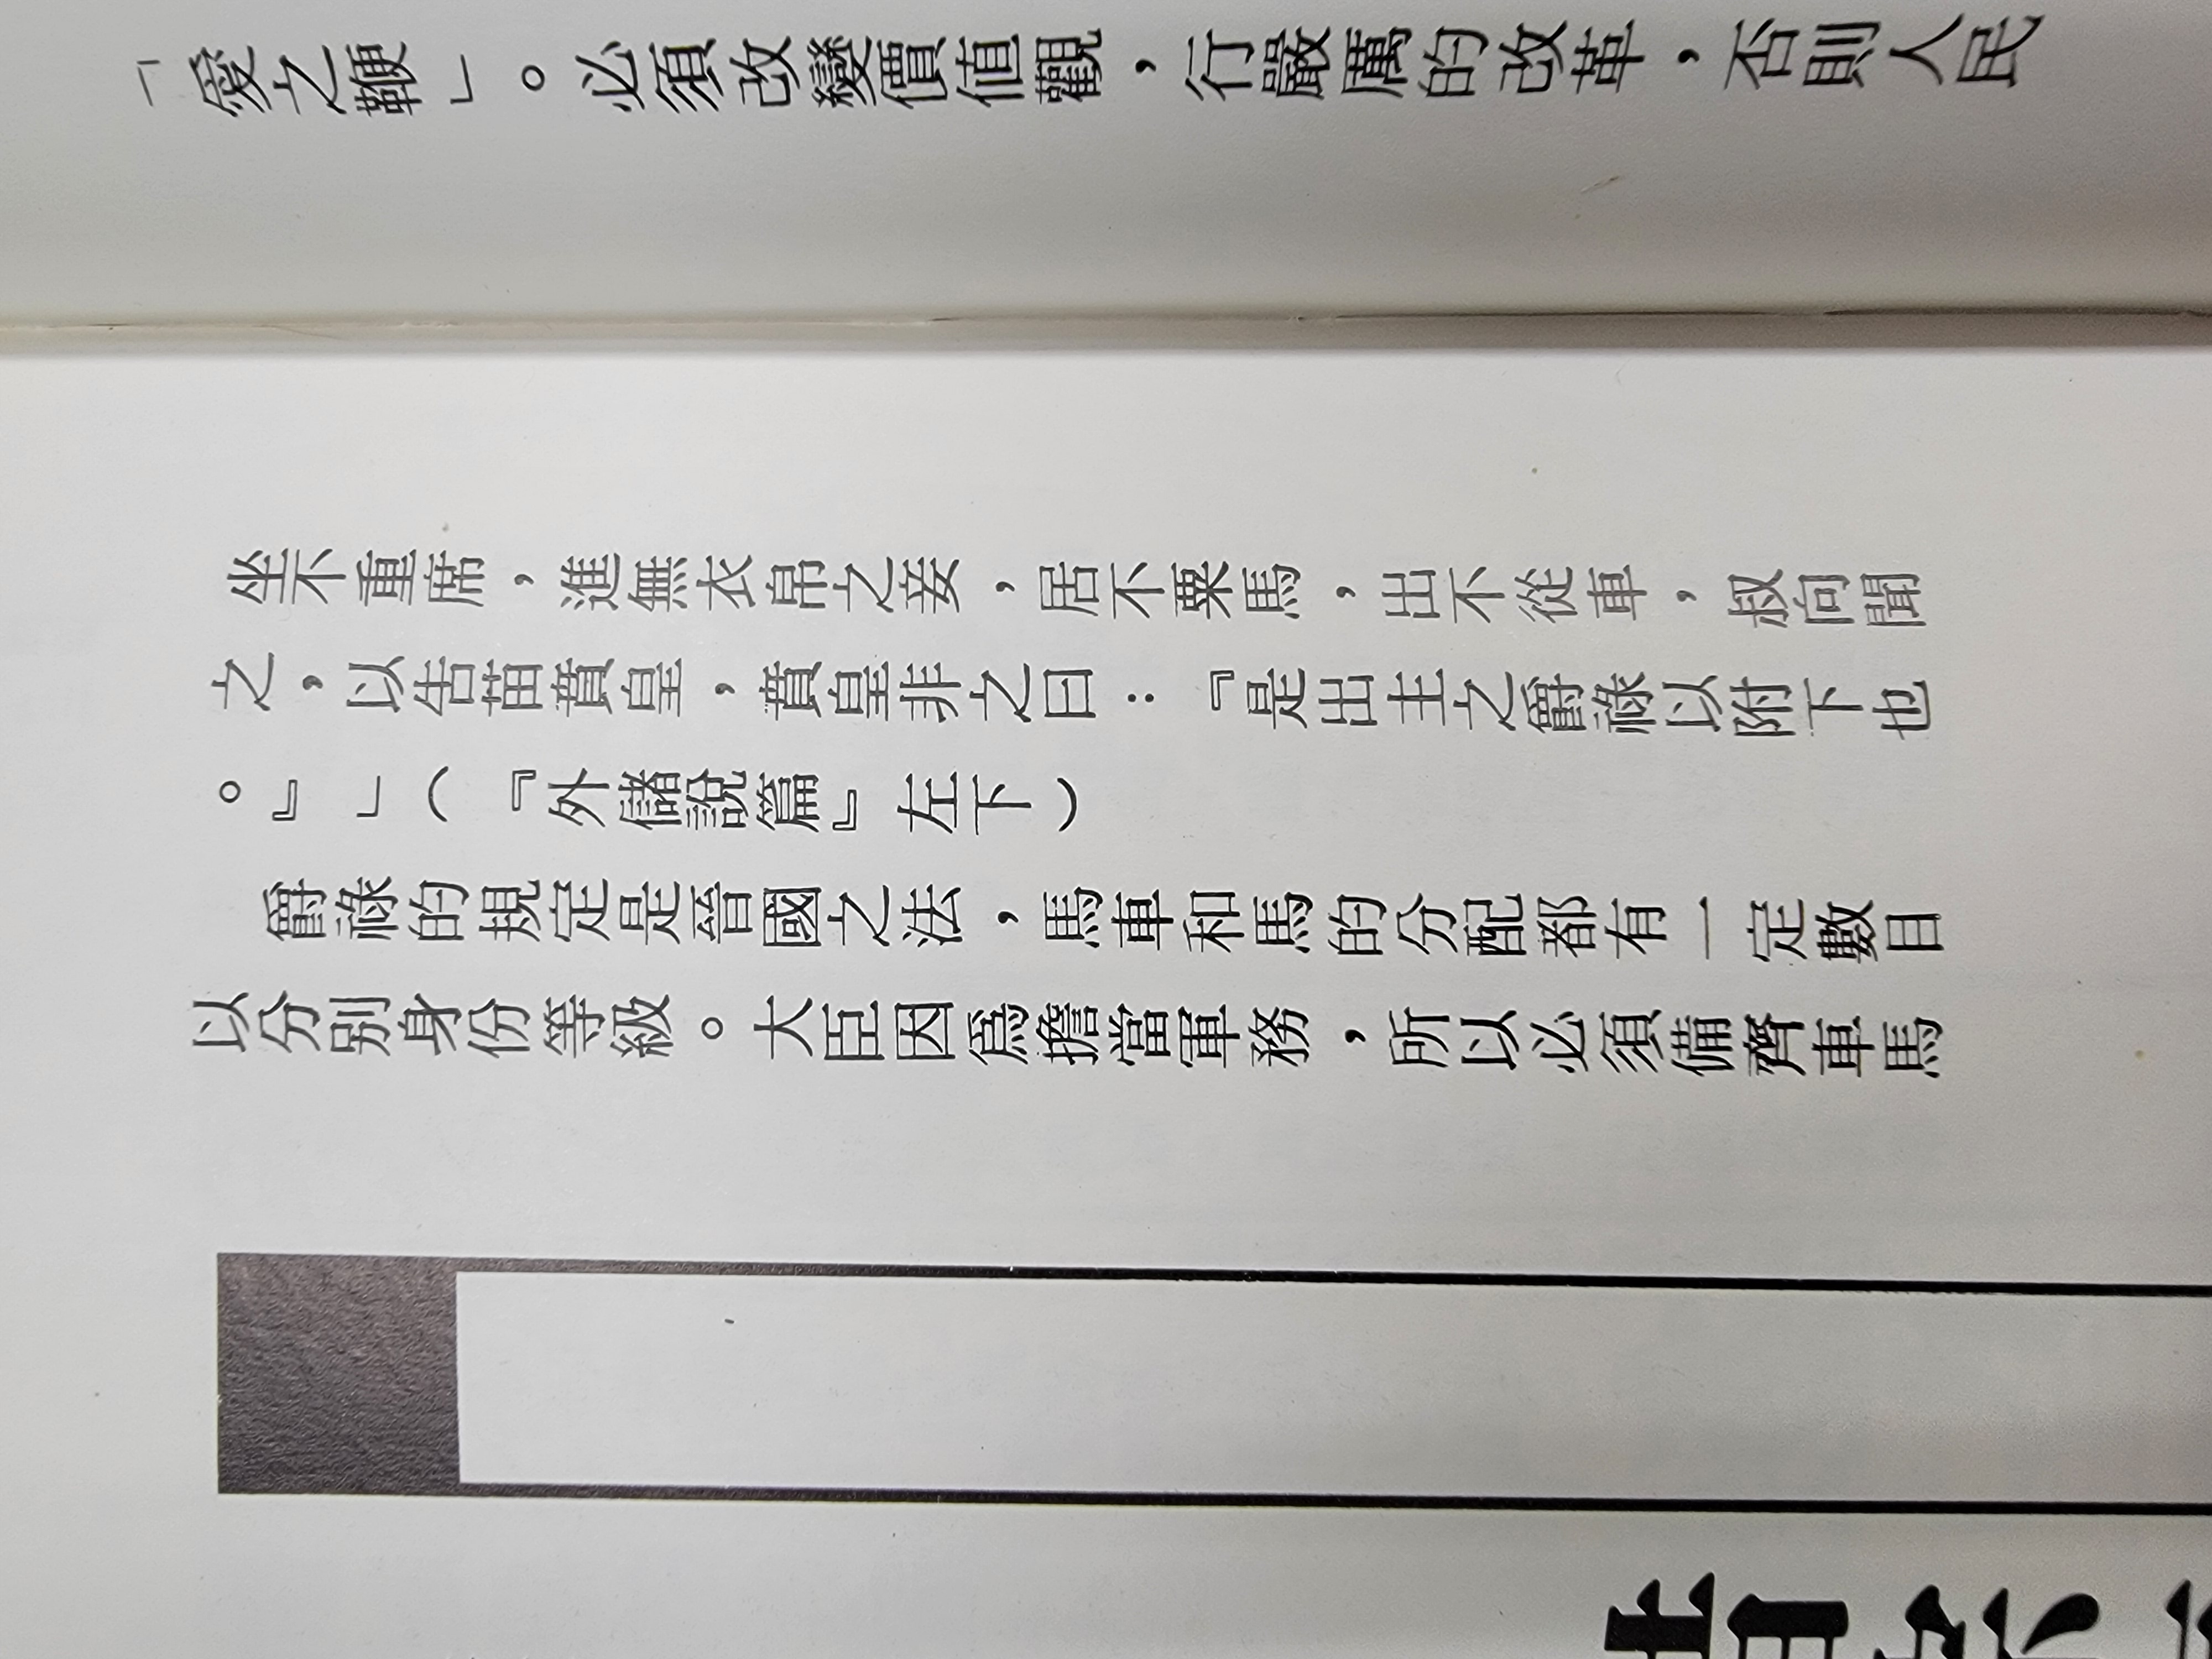 「愛之鞭」。必須改變價值觀，行嚴厲的改革，否則人民
坐不重席，進無衣帛之妾，居不粟馬，出不從車，叔向聞
之，以告苗賁皇，賁皇非之曰：『是出主之爵祿以附下也
。』」（『外儲說篇』左下）
爵祿的規定是晉國之法，馬車和馬的分配都有一定數目
以分別身份等級。大臣因爲擔當軍務，所以必須備齊車馬